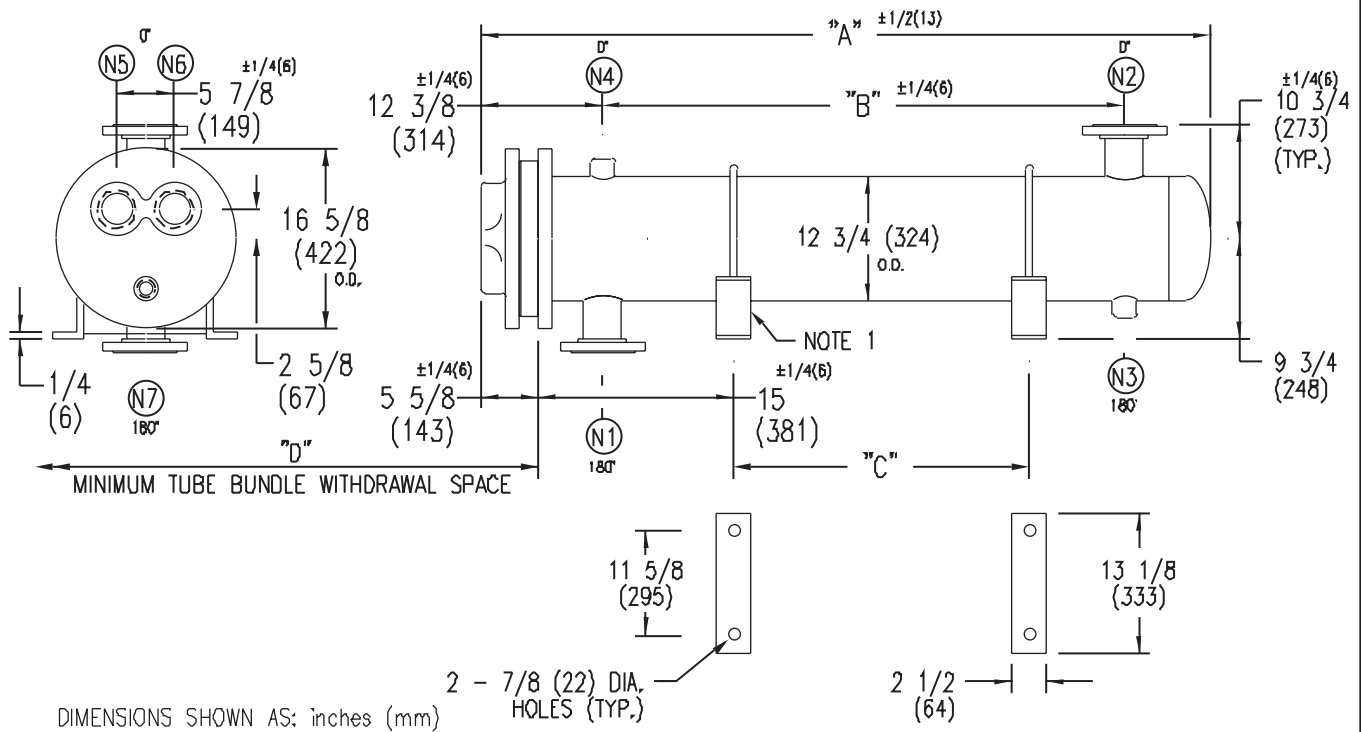 0°
N5 N6
±1/4(6)
5 7/8
(149)
16 5/8
(422)
O.D.
1/4
(6)
N7
180°
2 5/8
(67)
"A" ±1/2(13)
±1/4(6)
12 3/8
(314)
N4
"B" ±1/4(6)
N2
±1/4(6)
10 3/4
(273)
(TYP.)
12 3/4 (324)
O.D.
NOTE 1
±1/4(6)
5 5/8
(143)
±1/4(6)
15
(381)
N1
180°
N3
180°
9 3/4
(248)
"D"
MINIMUM TUBE BUNDLE WITHDRAWAL SPACE
"C"
11 5/8
(295)
13 1/8
(333)
2 - 7/8 (22) DIA.
HOLES (TYP.)
2 1/2
(64)
DIMENSIONS SHOWN AS: inches (mm)